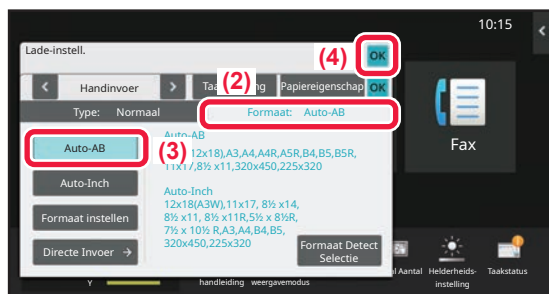 10:15
Lade-instell.
(4)
OK
Handinvoer
(2)
Papiereigenschap
OK
Type: Normaal
Formaat: Auto-AB
Auto-AB
(3)
Auto-AB
12x18),A3,A4,A4R,A5R,B4,B5,B5R,
11x17,8½ x11,320x450,225x320
Auto-Inch
Auto-Inch
12x18(A3W),11x17, 8½ x14,
8½ x11, 8½ x11R,5½ x 8½R,
7½ x 10½ R,A3,A4,B4,B5,
320x450,225x320
Formaat instellen
Directe Invoer
Formaat Detect
Selectie
Fax
Y
handleiding weergavemodus
Aantal
Helderheids-
instelling
Taakstatus